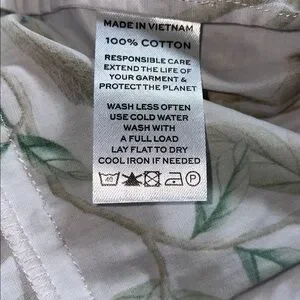 MADE IN VIETNAM
100% COTTON
RESPONSIBLE CARE
EXTEND THE LIFE OF
YOUR GARMENT &
PROTECT THE PLANET
WASH LESS OFTEN
USE COLD WATER
WASH WITH
A FULL LOAD
LAY FLAT TO DRY
COOL IRON IF NEEDED
40 P